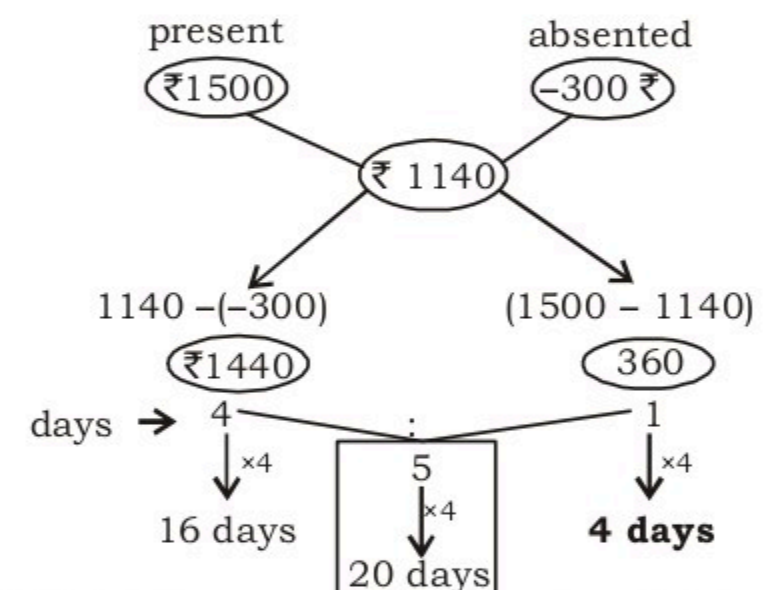 present absented
₹1500 –300 ₹
₹ 1140
1140 –(–300) (1500 – 1140)
₹1440 360
days → 4 : 1
×4 5 ×4
×4
16 days 20 days 4 days